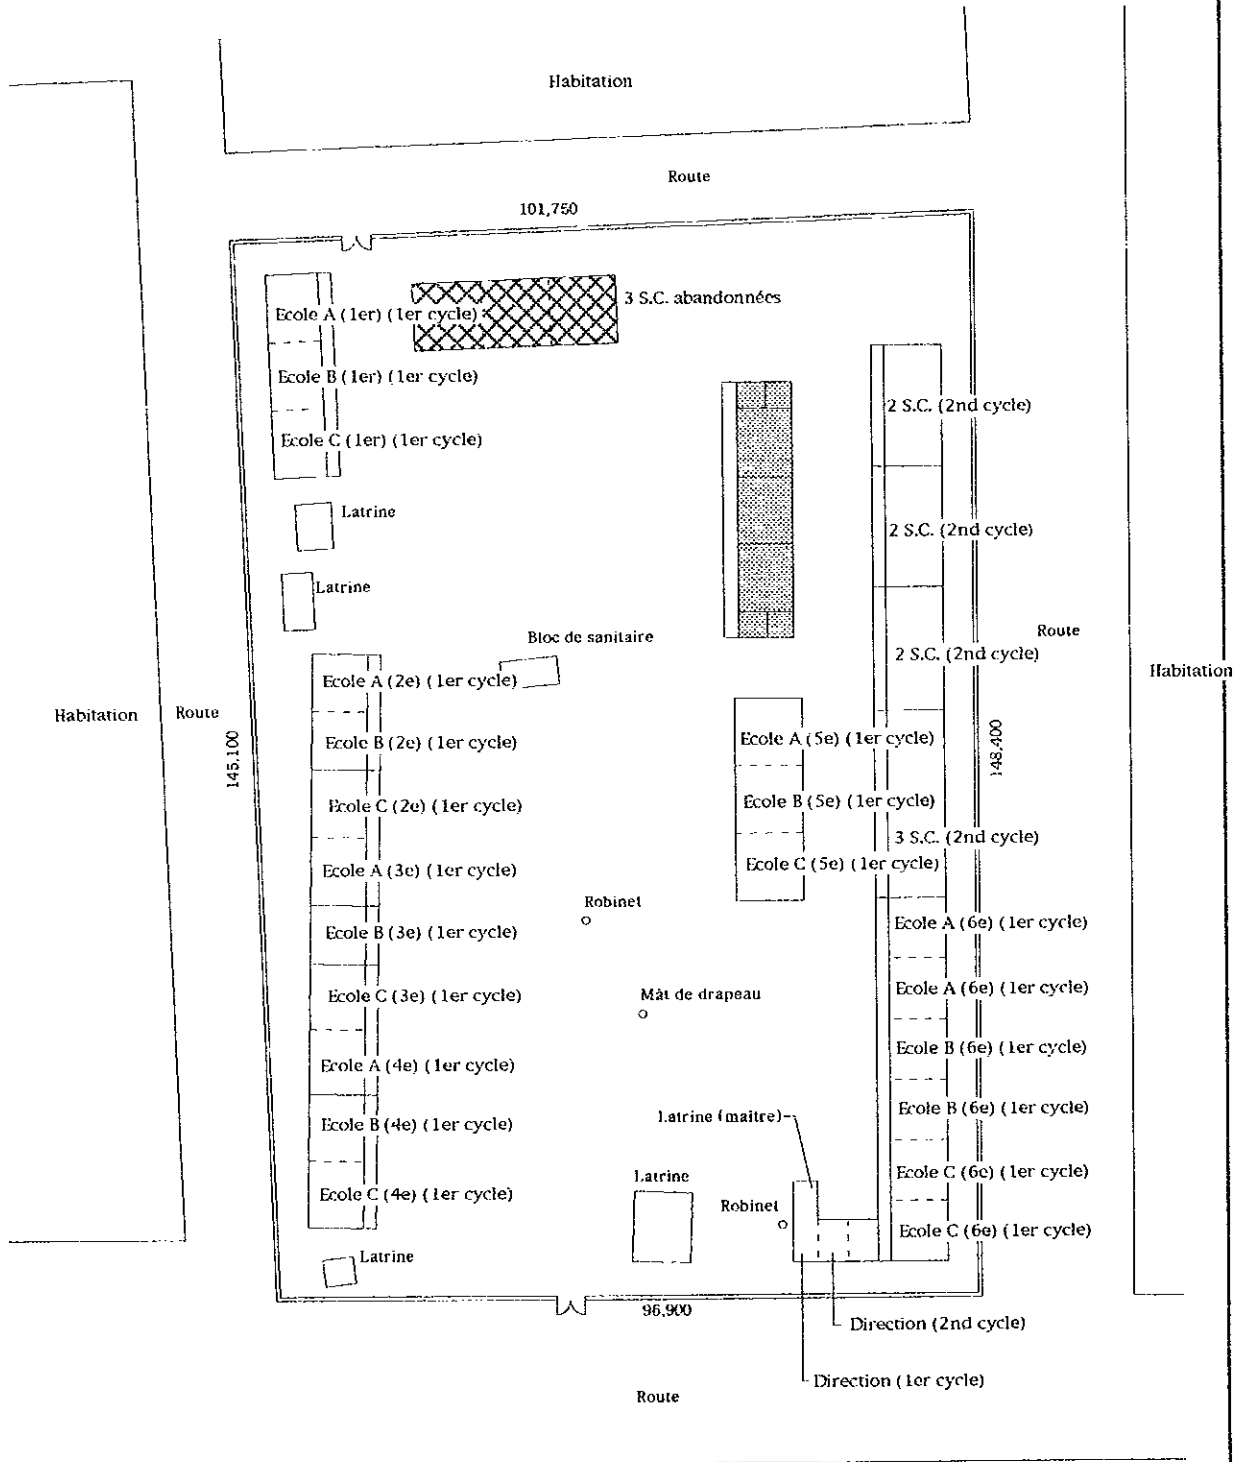 Habitation
Route
101,750
3 S.C. abandonnées
Ecole A (1er) (1er cycle)
Ecole B (1er) (1er cycle)
Ecole C (1er) (1er cycle)
2 S.C. (2nd cycle)
Latrine
2 S.C. (2nd cycle)
Latrine
Bloc de sanitaire
Route
2 S.C. (2nd cycle)
Habitation
Ecole A (2e) (1er cycle)
Habitation
Route
145,100
Ecole B (2e) (1er cycle)
Ecole A (5e) (1er cycle)
148,400
Ecole C (2e) (1er cycle)
Ecole B (5e) (1er cycle)
3 S.C. (2nd cycle)
Ecole A (3e) (1er cycle)
Ecole C (5e) (1er cycle)
Robinet
Ecole B (3e) (1er cycle)
Ecole A (6e) (1er cycle)
Ecole C (3e) (1er cycle)
Mât de drapeau
Ecole A (6e) (1er cycle)
Ecole A (4e) (1er cycle)
Ecole B (6e) (1er cycle)
Ecole B (4e) (1er cycle)
Latrine (maître)
Ecole B (6e) (1er cycle)
Ecole C (4e) (1er cycle)
Latrine
Ecole C (6e) (1er cycle)
Robinet
Ecole C (6e) (1er cycle)
Latrine
96,900
Direction (2nd cycle)
Direction (1er cycle)
Route